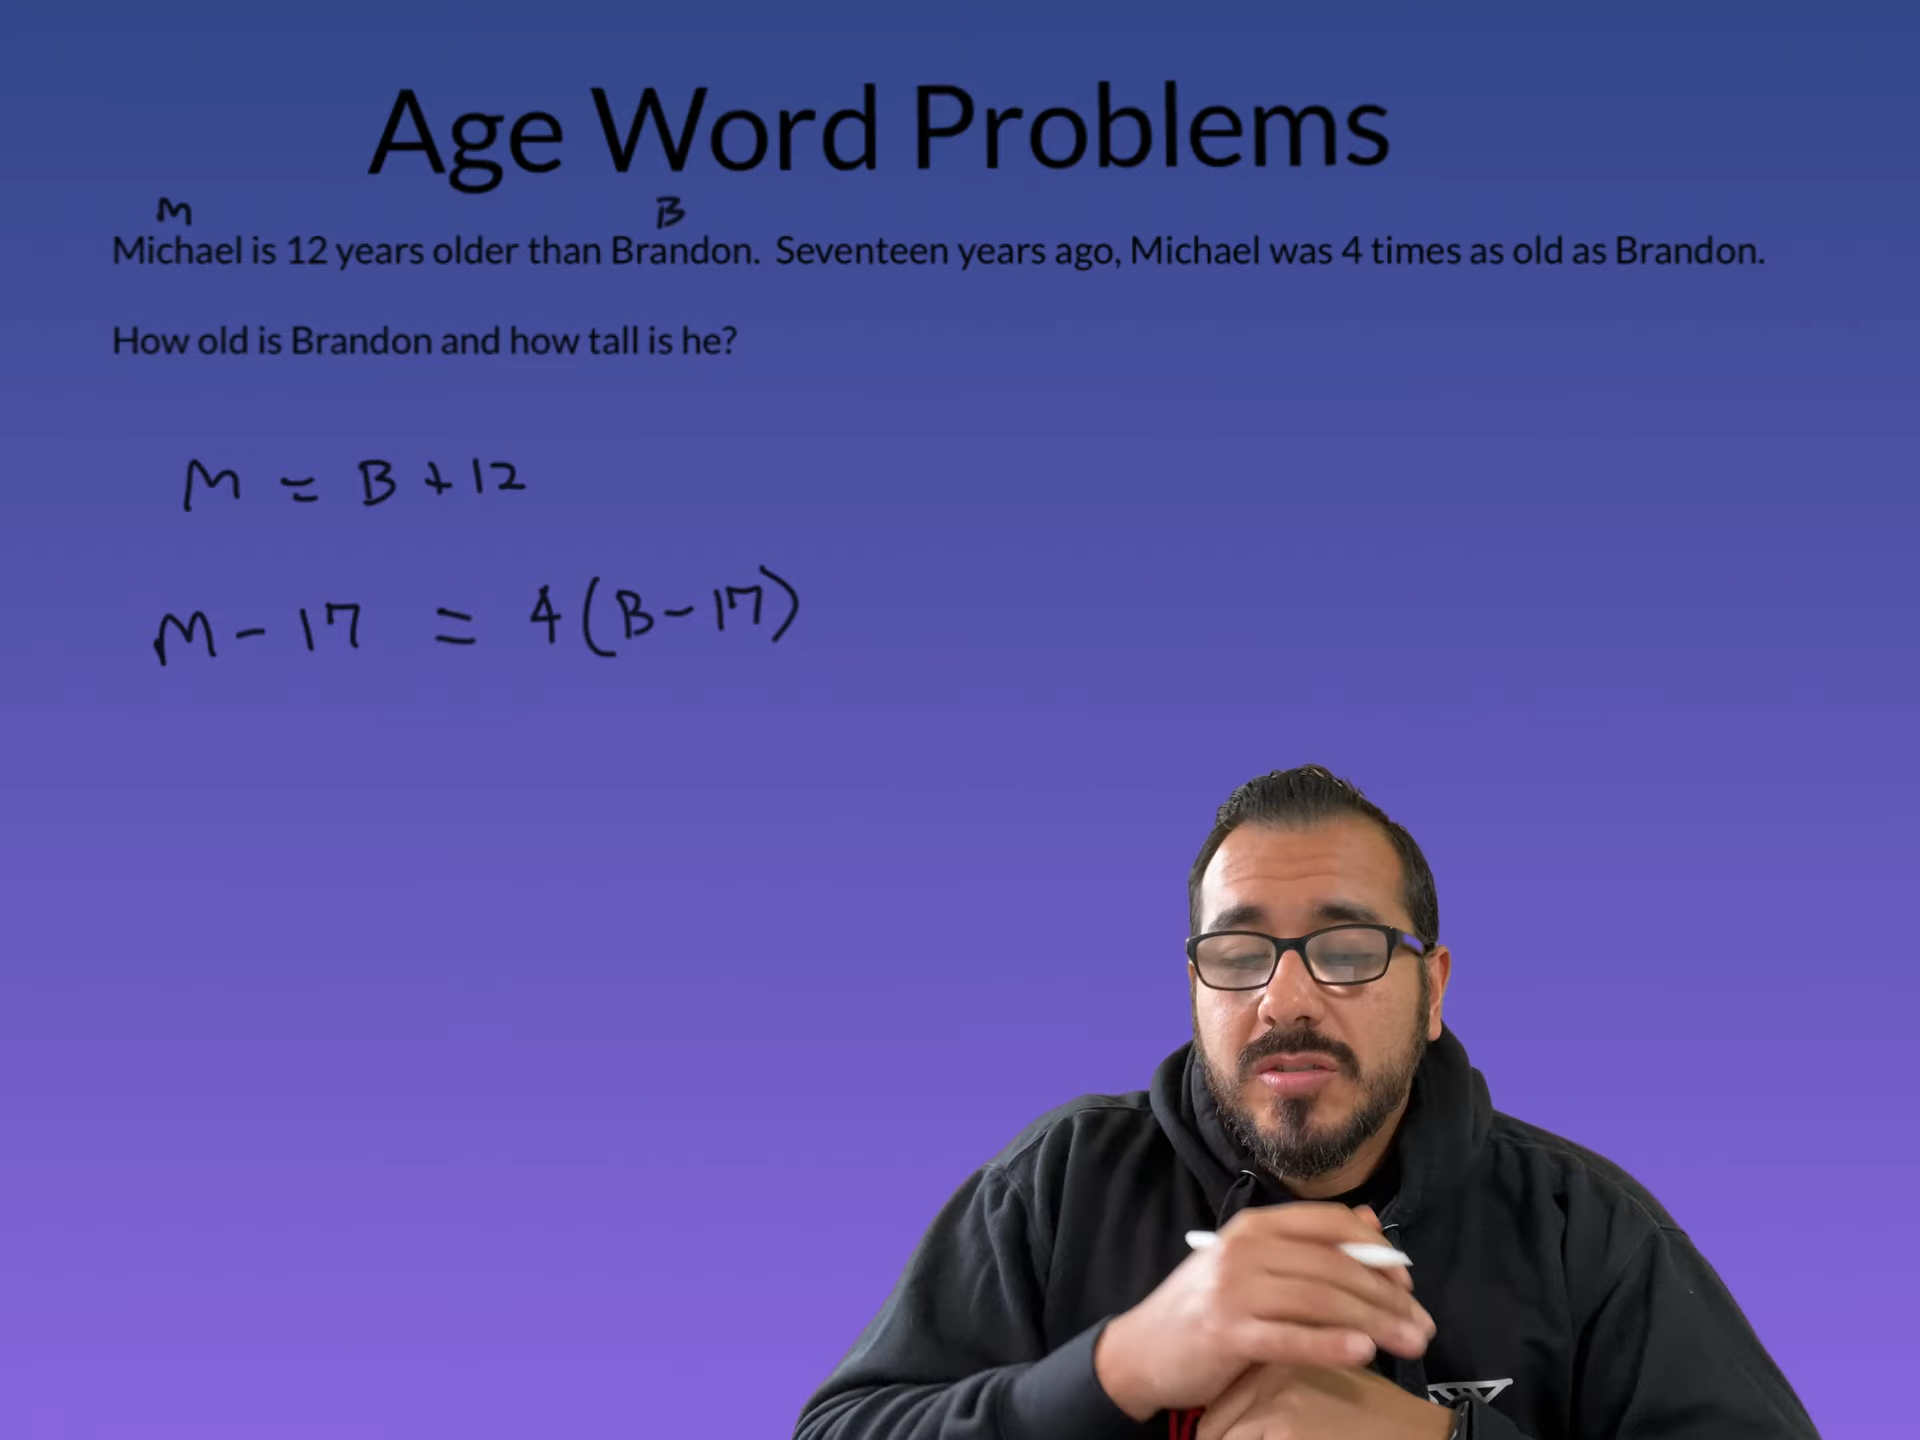 Age Word Problems
M B
Michael is 12 years older than Brandon. Seventeen years ago, Michael was 4 times as old as Brandon.
How old is Brandon and how tall is he?
M = B + 12
M - 17 = 4(B - 17)